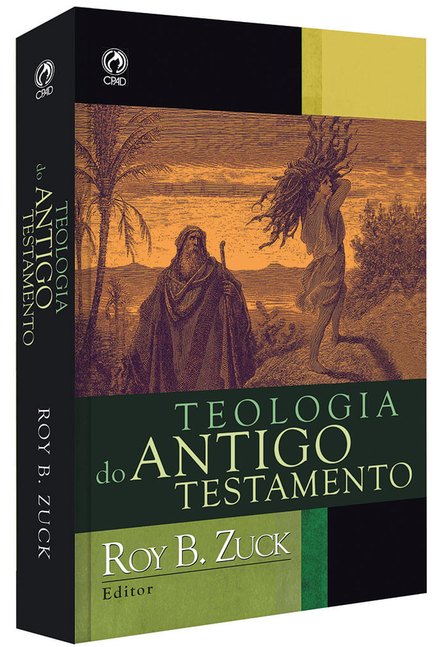 CPAD
TEOLOGIA
do ANTIGO
TESTAMENTO
ROY B. ZUCK
CPAD
TEOLOGIA
do ANTIGO
TESTAMENTO
ROY B. ZUCK
Editor